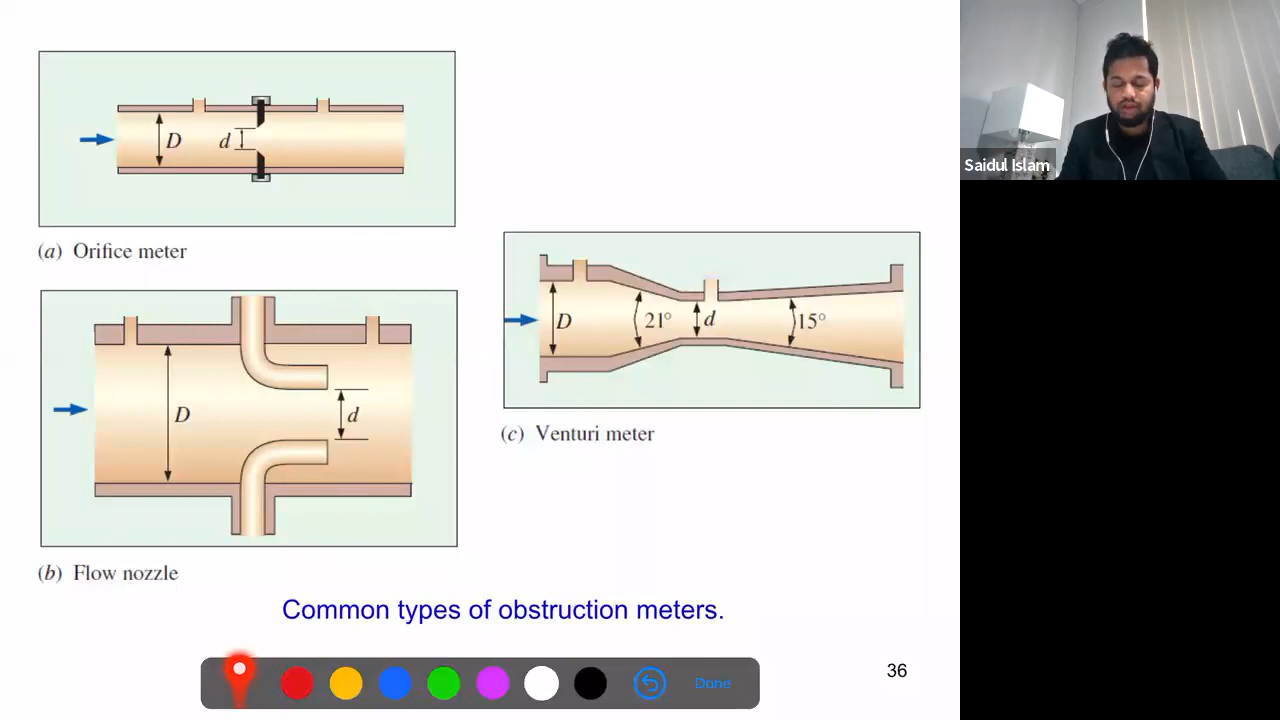 D
d
(a) Orifice meter
D
d
(b) Flow nozzle
D
21°
d
15°
(c) Venturi meter
Common types of obstruction meters.
36
Done
Saidul Islam